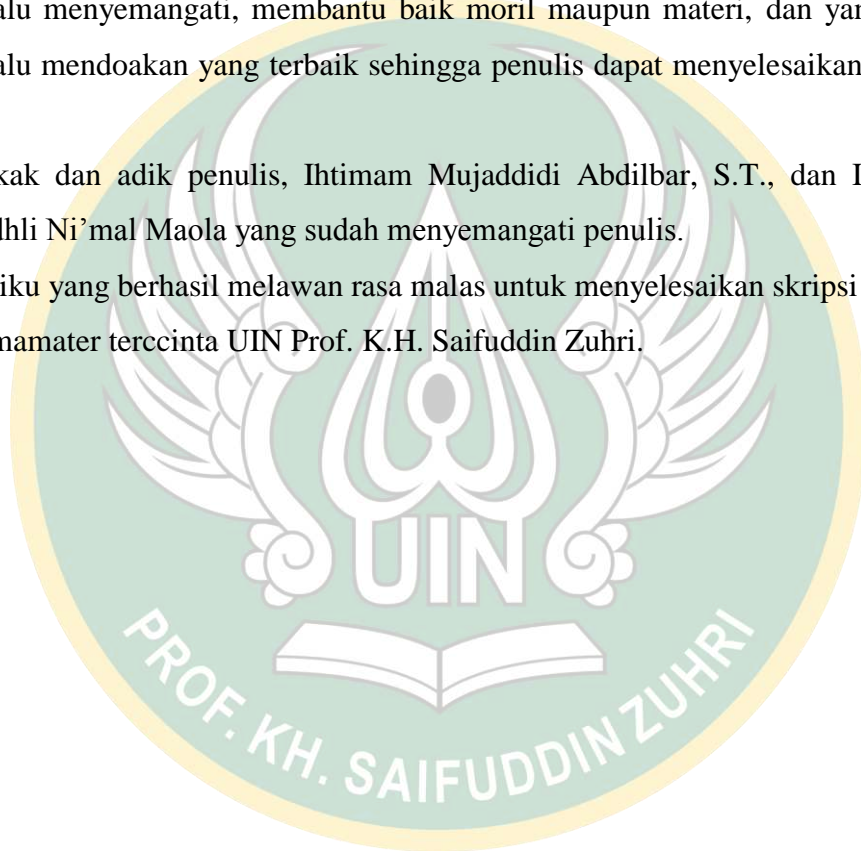 alu menyemangati, membantu baik moril maupun materi, dan yan
alu mendoakan yang terbaik sehingga penulis dapat menyelesaikan
kak dan adik penulis, Ihtimam Mujaddidi Abdilbar, S.T., dan I
dhli Ni’mal Maola yang sudah menyemangati penulis.
iku yang berhasil melawan rasa malas untuk menyelesaikan skripsi
mamater terccinta UIN Prof. K.H. Saifuddin Zuhri.
UIN
PROF. KH. SAIFUDDIN ZUHRI